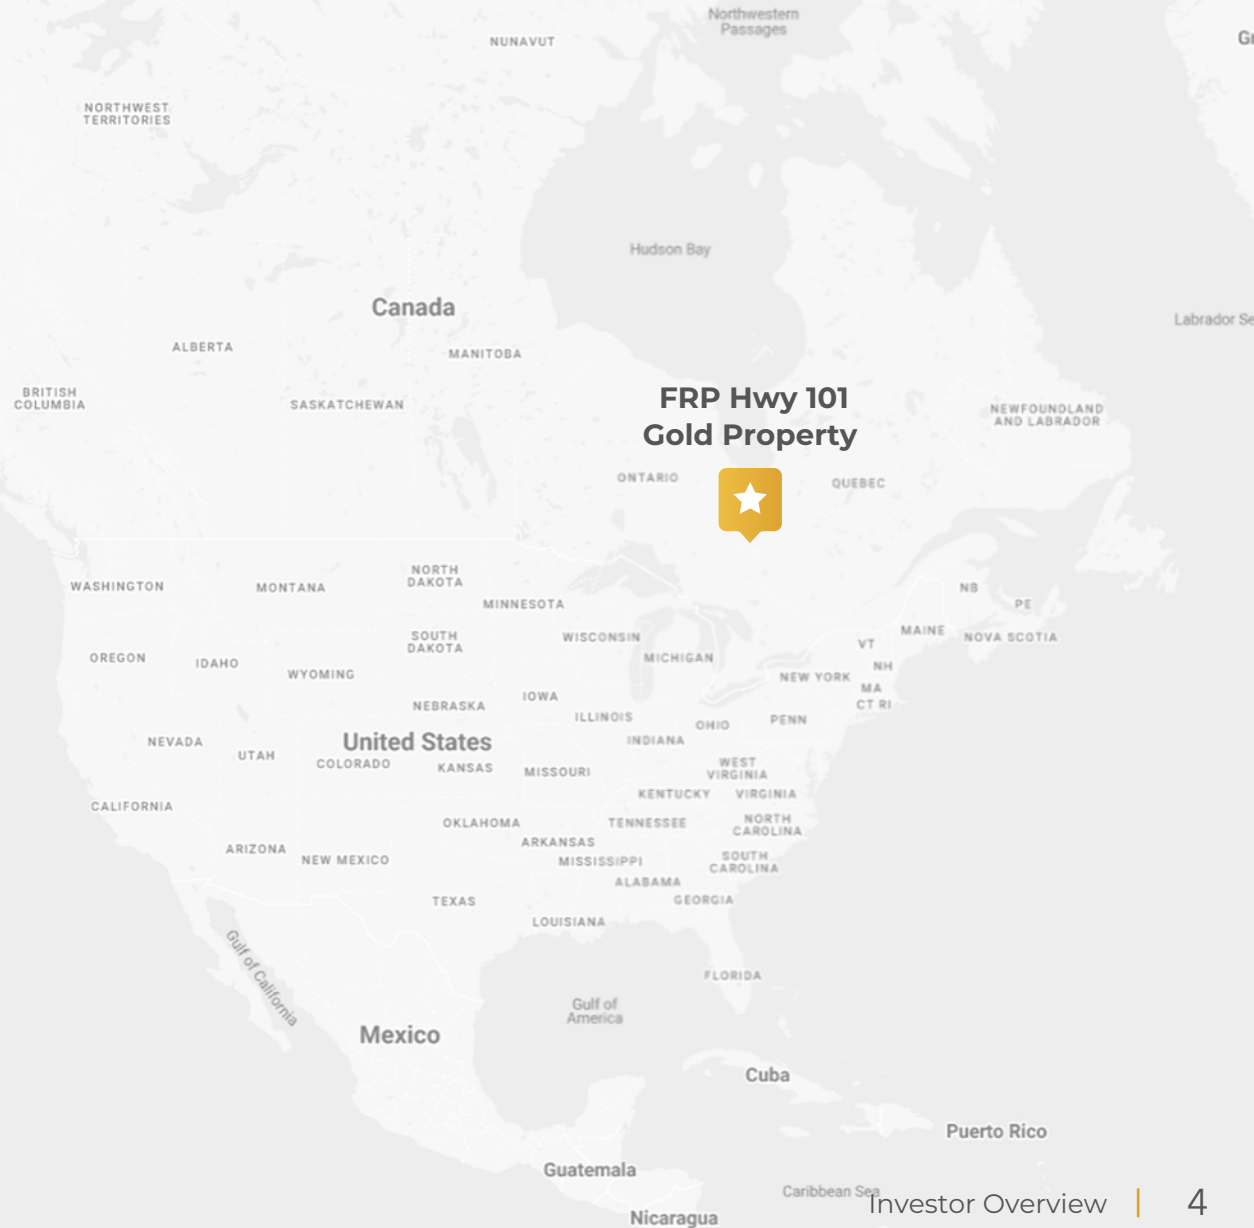 Northwestern
Passages
NUNAVUT
Gr
NORTHWEST
TERRITORIES
Hudson Bay
Canada
Labrador Se
ALBERTA
MANITOBA
BRITISH
COLUMBIA
SASKATCHEWAN
FRP Hwy 101
Gold Property
NEWFOUNDLAND
AND LABRADOR
ONTARIO
QUEBEC
WASHINGTON
MONTANA
NORTH
DAKOTA
MINNESOTA
NB
PE
OREGON
IDAHO
WYOMING
SOUTH
DAKOTA
WISCONSIN
MICHIGAN
VT
MAINE
NOVA SCOTIA
NH
NEW YORK
MA
CT RI
NEBRASKA
IOWA
ILLINOIS
INDIANA
OHIO
PENN
NEVADA
UTAH
United States
COLORADO
KANSAS
MISSOURI
WEST
VIRGINIA
KENTUCKY
VIRGINIA
CALIFORNIA
OKLAHOMA
TENNESSEE
NORTH
CAROLINA
ARIZONA
NEW MEXICO
ARKANSAS
MISSISSIPPI
SOUTH
CAROLINA
ALABAMA
GEORGIA
TEXAS
LOUISIANA
Gulf of California
FLORIDA
Gulf of
America
Mexico
Cuba
Puerto Rico
Guatemala
Caribbean Sea
Nicaragua
Investor Overview | 4